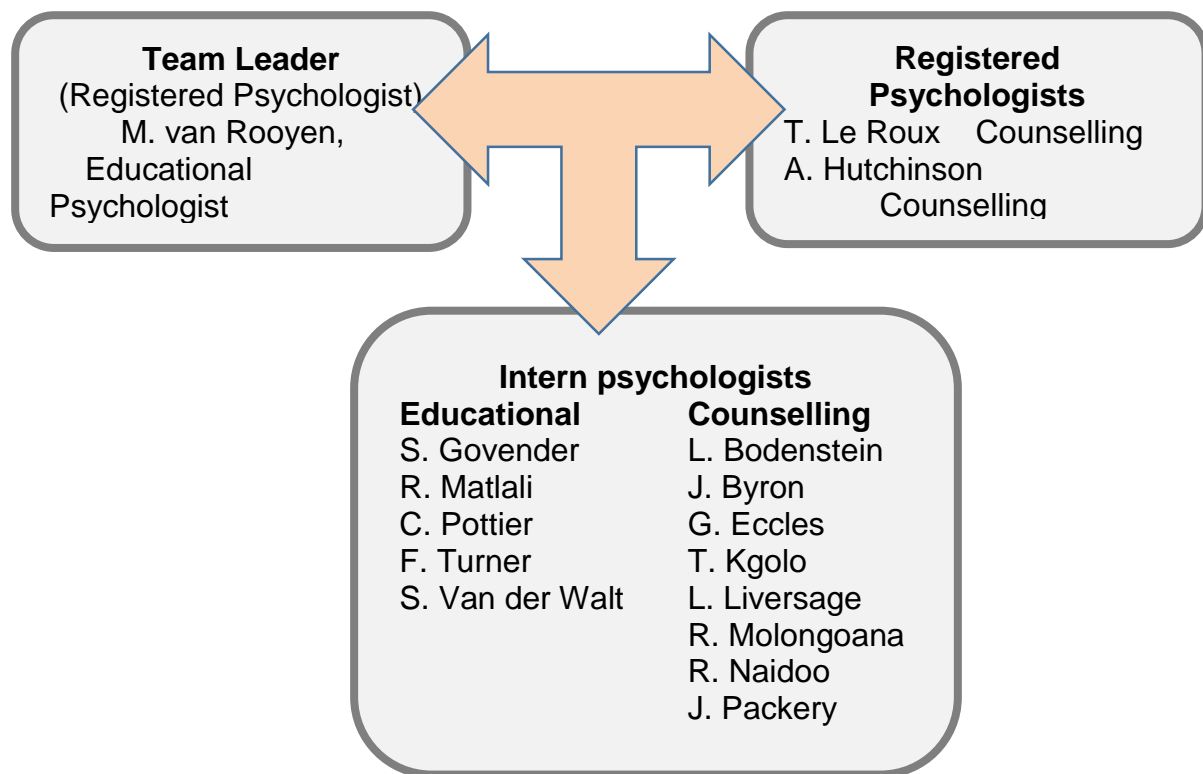 Team Leader
(Registered Psychologist)
M. van Rooyen,
Educational
Psychologist
Registered
Psychologists
T. Le Roux Counselling
A. Hutchinson
Counselling
Intern psychologists
Educational Counselling
S. Govender L. Bodenstein
R. Matlali J. Byron
C. Pottier G. Eccles
F. Turner T. Kgolo
S. Van der Walt L. Liversage
R. Molongoana
R. Naidoo
J. Packery